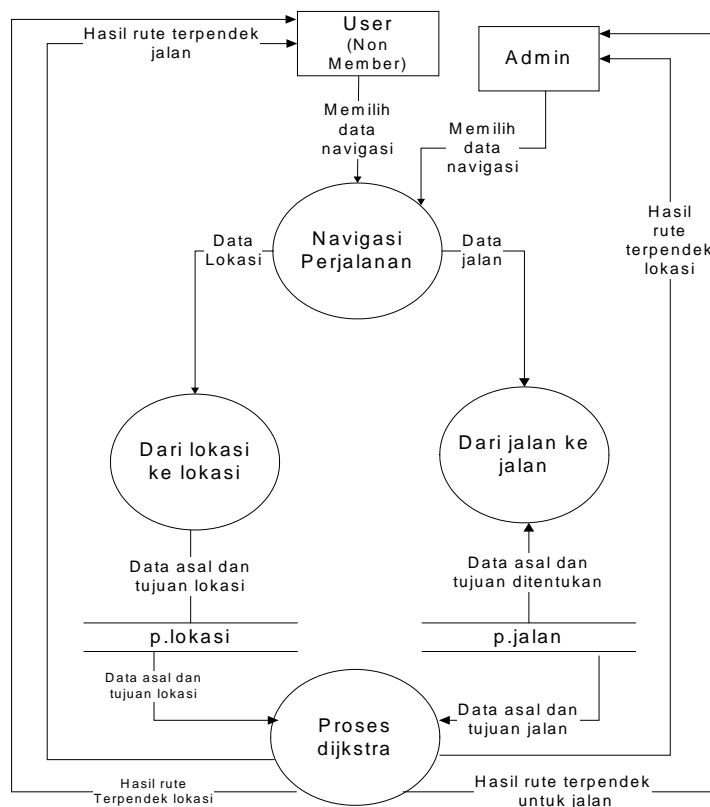 User
(Non
Member)
Admin
Hasil rute terpendek
jalan
Memilih
data
navigasi
Memilih
data
navigasi
Hasil
rute
terpendek
lokasi
Navigasi
Perjalanan
Data
Lokasi
Data
jalan
Dari lokasi
ke lokasi
Dari jalan ke
jalan
Data asal dan
tujuan lokasi
Data asal dan
tujuan ditentukan
p.lokasi
p.jalan
Data asal dan
tujuan lokasi
Data asal dan
tujuan jalan
Proses
dijkstra
Hasil rute
Terpendek lokasi
Hasil rute terpendek
untuk jalan